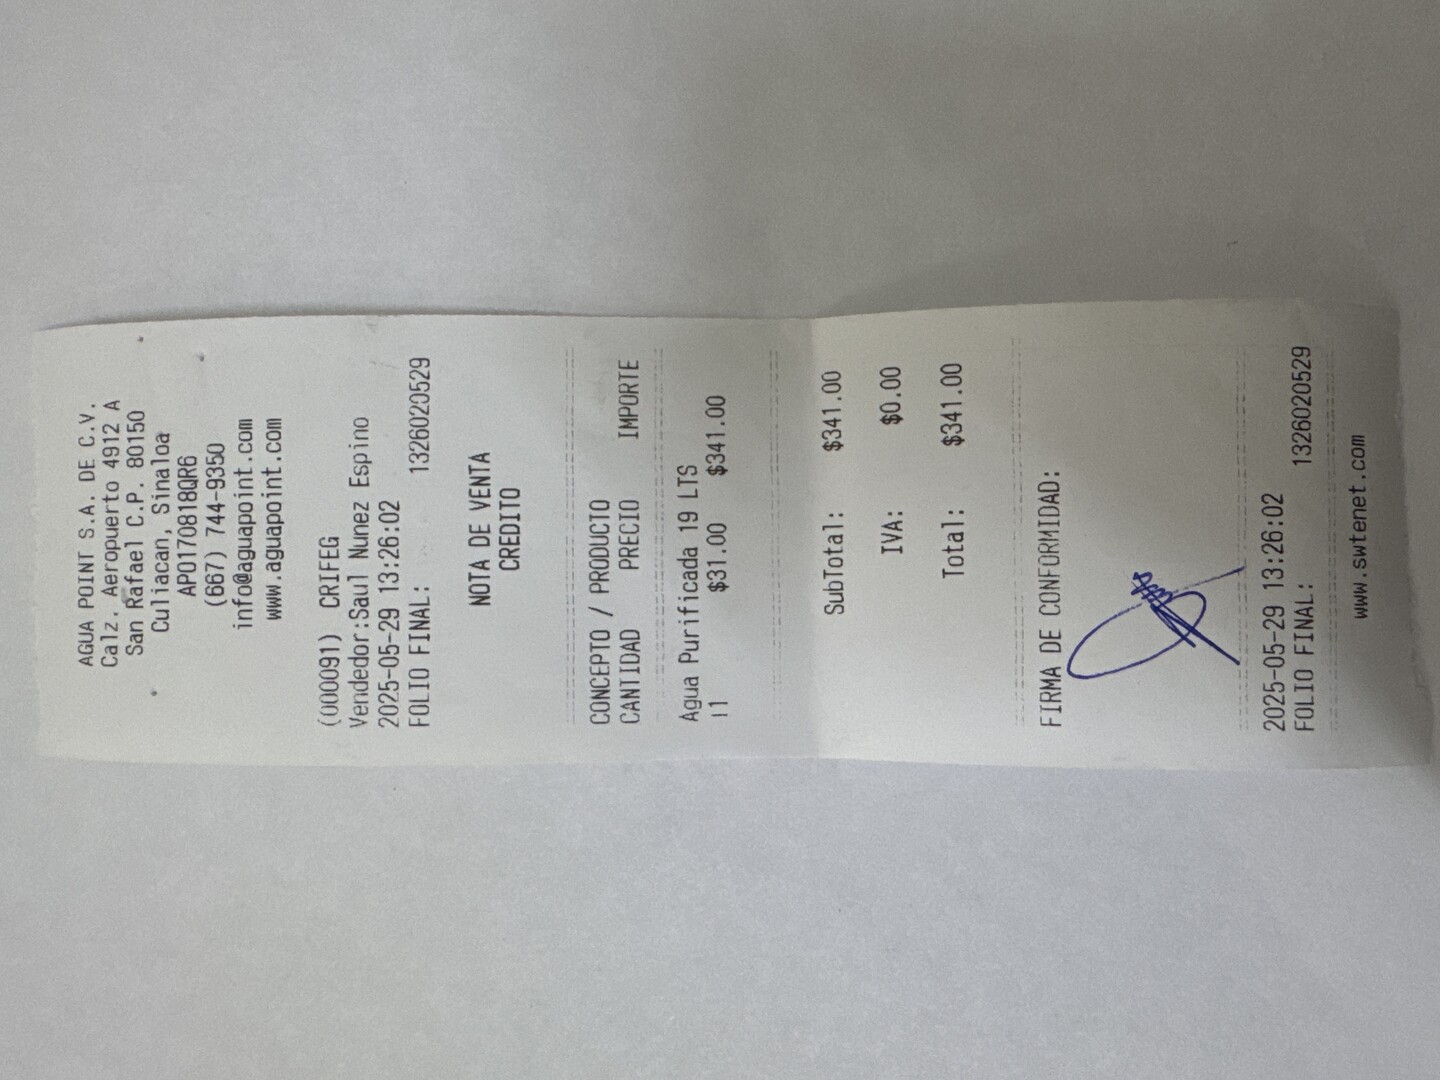 AGUA POINT S.A. DE C.V.
Calz. Aeropuerto 4912 A
San Rafael C.P. 80150
Culiacan, Sinaloa
APO170818QR6
(667) 744-9350
info@aguapoint.com
www.aguapoint.com
(000091) CRIFEG
Vendedor:Saul Nunez Espino
2025-05-29 13:26:02
FOLIO FINAL: 1326020529
NOTA DE VENTA
CREDITO
CONCEPTO / PRODUCTO
CANTIDAD PRECIO IMPORTE
Agua Purificada 19 LTS
11 $31.00 $341.00
SubTotal: $341.00
IVA: $0.00
Total: $341.00
FIRMA DE CONFORMIDAD:
2025-05-29 13:26:02
FOLIO FINAL: 1326020529
www.swtenet.com